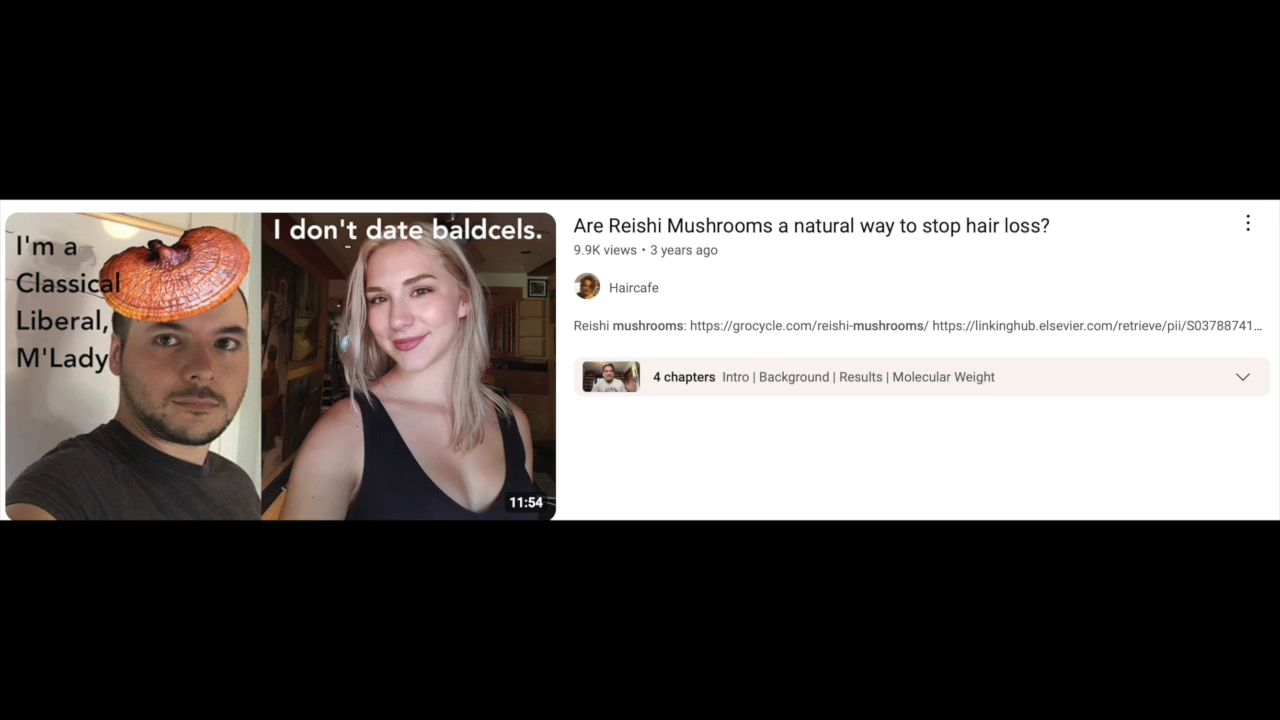 I'm a
Classical
Liberal,
M'Lady
I don't date baldcels.
11:54
Are Reishi Mushrooms a natural way to stop hair loss?
9.9K views • 3 years ago
Haircafe
Reishi mushrooms: https://grocycle.com/reishi-mushrooms/ https://linkinghub.elsevier.com/retrieve/pii/S03788741...
4 chapters Intro | Background | Results | Molecular Weight